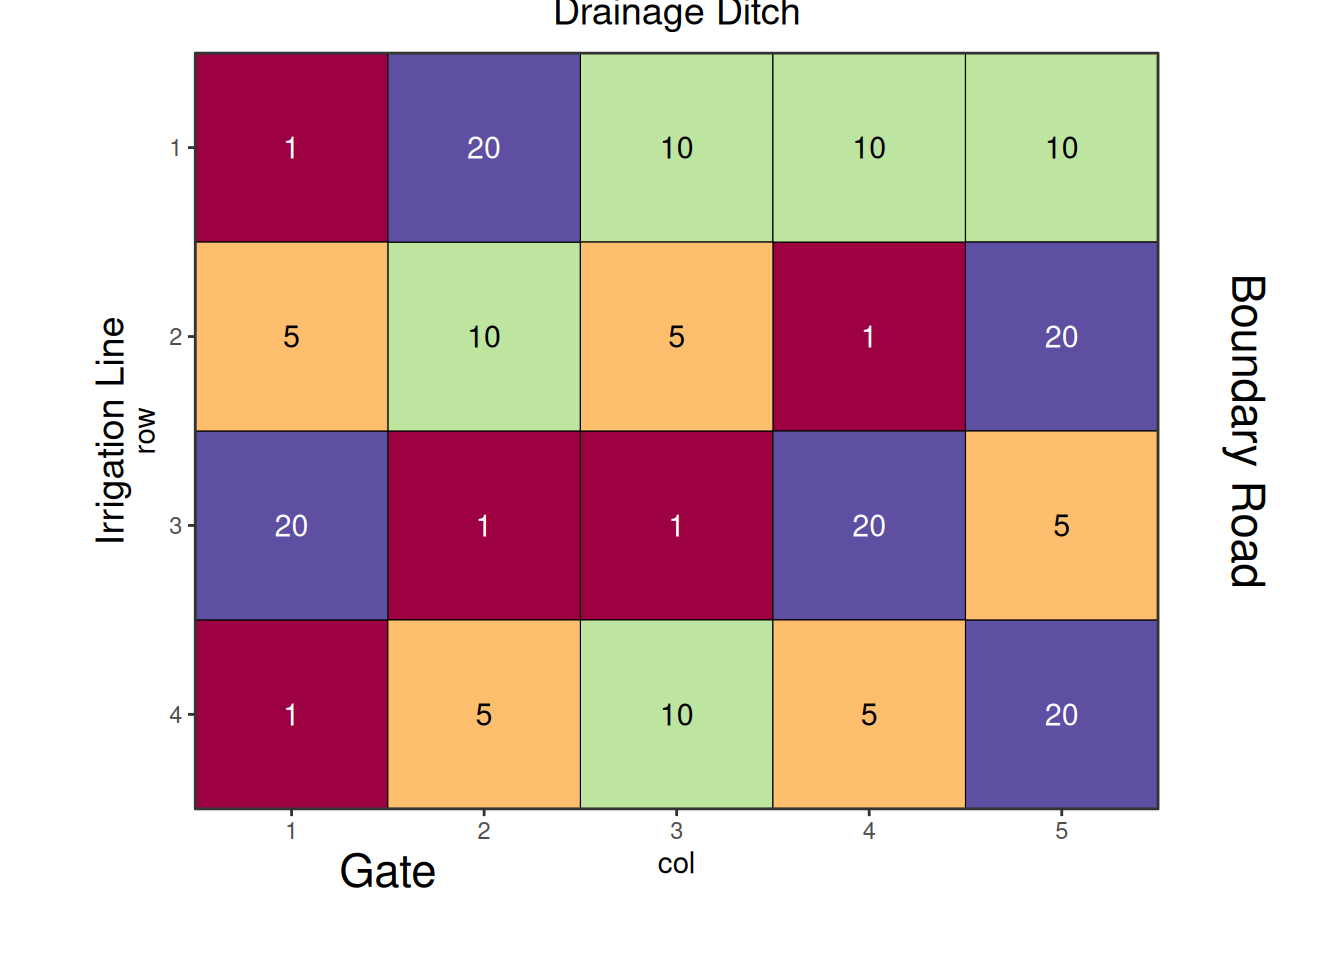 Drainage Ditch
1 1 20 10 10 10
2 5 10 5 1 20
3 20 1 1 20 5
4 1 5 10 5 20
1 2 3 4 5
col
Gate
Irrigation Line
row
Boundary Road